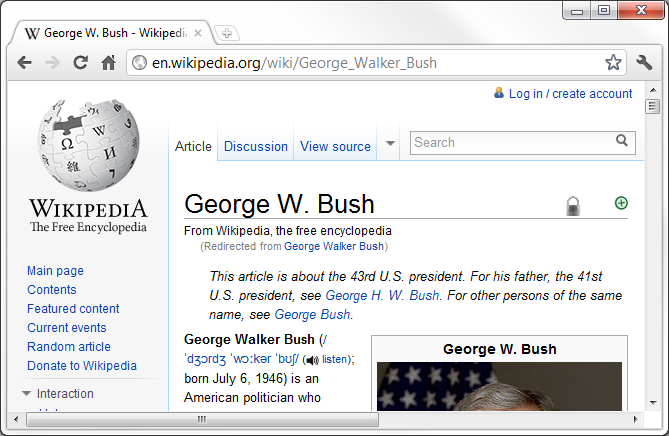 George W. Bush - Wikipedi
en.wikipedia.org/wiki/George_Walker_Bush
Log in / create account
Article Discussion View source Search
WIKIPEDIA
The Free Encyclopedia
George W. Bush
From Wikipedia, the free encyclopedia
(Redirected from George Walker Bush)
Main page
Contents
Featured content
Current events
Random article
Donate to Wikipedia
Interaction
This article is about the 43rd U.S. president. For his father, the 41st
U.S. president, see George H. W. Bush. For other persons of the same
name, see George Bush.
George Walker Bush (/
ˈdʒɔrdʒ ˈwɔːkər ˈbʊʃ/ (listen);
born July 6, 1946) is an
American politician who
George W. Bush